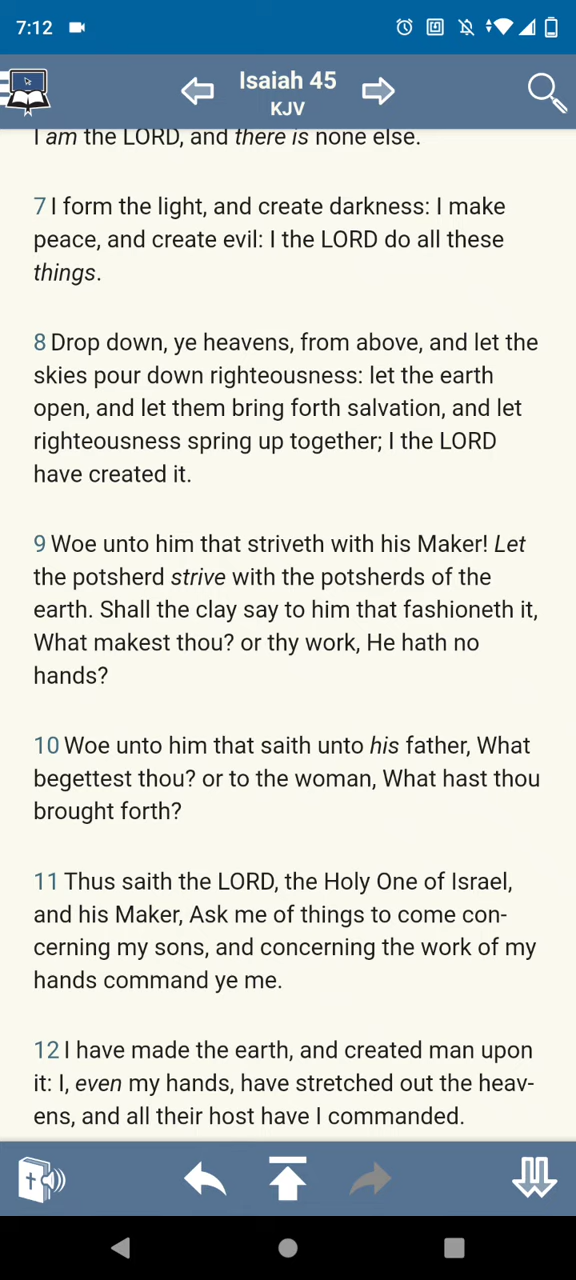 7:12
Isaiah 45
KJV
I am the LORD, and there is none else.
7 I form the light, and create darkness: I make
peace, and create evil: I the LORD do all these
things.
8 Drop down, ye heavens, from above, and let the
skies pour down righteousness: let the earth
open, and let them bring forth salvation, and let
righteousness spring up together; I the LORD
have created it.
9 Woe unto him that striveth with his Maker! Let
the potsherd strive with the potsherds of the
earth. Shall the clay say to him that fashioneth it,
What makest thou? or thy work, He hath no
hands?
10 Woe unto him that saith unto his father, What
begettest thou? or to the woman, What hast thou
brought forth?
11 Thus saith the LORD, the Holy One of Israel,
and his Maker, Ask me of things to come con-
cerning my sons, and concerning the work of my
hands command ye me.
12 I have made the earth, and created man upon
it: I, even my hands, have stretched out the heav-
ens, and all their host have I commanded.